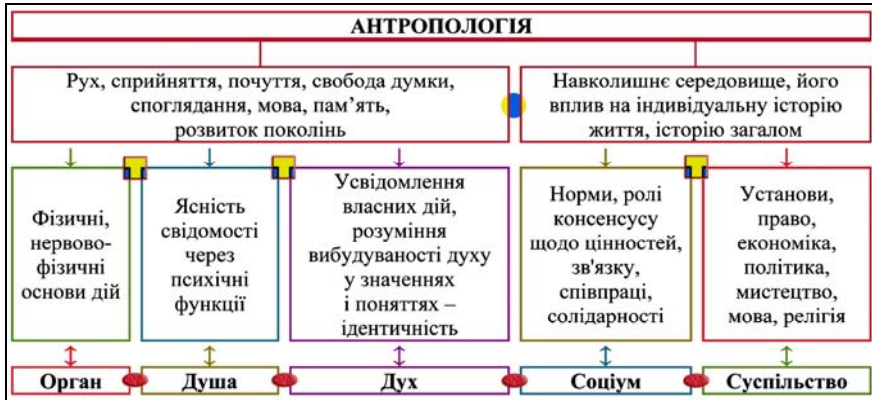 АНТРОПОЛОГІЯ
Рух, сприйняття, почуття, свобода думки,
споглядання, мова, пам’ять,
розвиток поколінь
Навколишнє середовище, його
вплив на індивідуальну історію
життя, історію загалом
Фізичні,
нервово-
фізичні
основи дій
Ясність
свідомості
через
психічні
функції
Усвідомлення
власних дій,
розуміння
вибудуваності духу
у значеннях
і поняттях –
ідентичність
Норми, ролі
консенсусу
щодо цінностей,
зв'язку,
співпраці,
солідарності
Установи,
право,
економіка,
політика,
мистецтво,
мова, релігія
Орган
Душа
Дух
Соціум
Суспільство